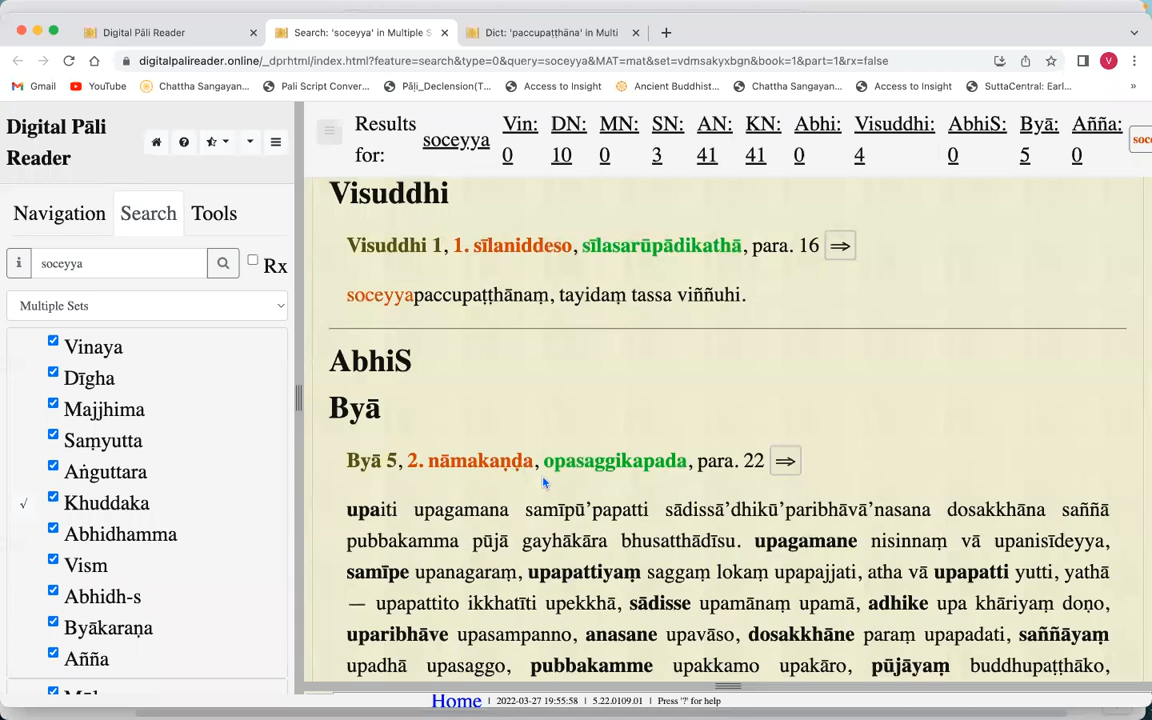 Digital Pāli Reader
Search: 'soceyya' in Multiple S
Dict: 'paccupaṭṭhāna' in Multi
digitalpalireader.online/_dprhtml/index.html?feature=search&type=0&query=soceyya&MAT=mat&set=vdmsakyxbgn&book=1&part=1&rx=false
V
Gmail
YouTube
Chattha Sangayan...
Pali Script Conver...
Pāḷi_Declension(T...
Access to Insight
Ancient Buddhist...
Chattha Sangayan...
Access to Insight
SuttaCentral: Earl...
»
Digital Pāli
Reader
Navigation
Search
Tools
soceyya
Rx
Multiple Sets
Vinaya
Dīgha
Majjhima
Saṃyutta
Aṅguttara
√ Khuddaka
Abhidhamma
Vism
Abhidh-s
Byākaraṇa
Añña
Results for:
soceyya
Vin: 0
DN: 10
MN: 0
SN: 3
AN: 41
KN: 41
Abhi: 0
Visuddhi: 4
AbhiS: 0
Byā: 5
Añña: 0
Visuddhi
Visuddhi 1, 1. sīlaniddeso, sīlasarūpādikathā, para. 16 ⇒
soceyyapaccupaṭṭhānaṃ, tayidaṃ tassa viññuhi.
AbhiS
Byā
Byā 5, 2. nāmakaṇḍa, opasaggikapada, para. 22 ⇒
upaiti upagamana samīpū’papatti sādissā’dhikū’paribhāvā’nasana dosakkhāna saññā
pubbakamma pūjā gayhākāra bhusatthādīsu. upagamane nisinnaṃ vā upanisīdeyya,
samīpe upanagaraṃ, upapattiyaṃ saggaṃ lokaṃ upapajjati, atha vā upapatti yutti, yathā
— upapattito ikkhatīti upekkhā, sādisse upamānaṃ upamā, adhike upa khāriyaṃ doṇo,
uparibhāve upasampanno, anasane upavāso, dosakkhāne paraṃ upapadati, saññāyaṃ
upadhā upasaggo, pubbakamme upakkamo upakāro, pūjāyaṃ buddhupaṭṭhāko,
Home | 2022-03-27 19:55:58 | 5.22.0109.01 | Press '?' for help